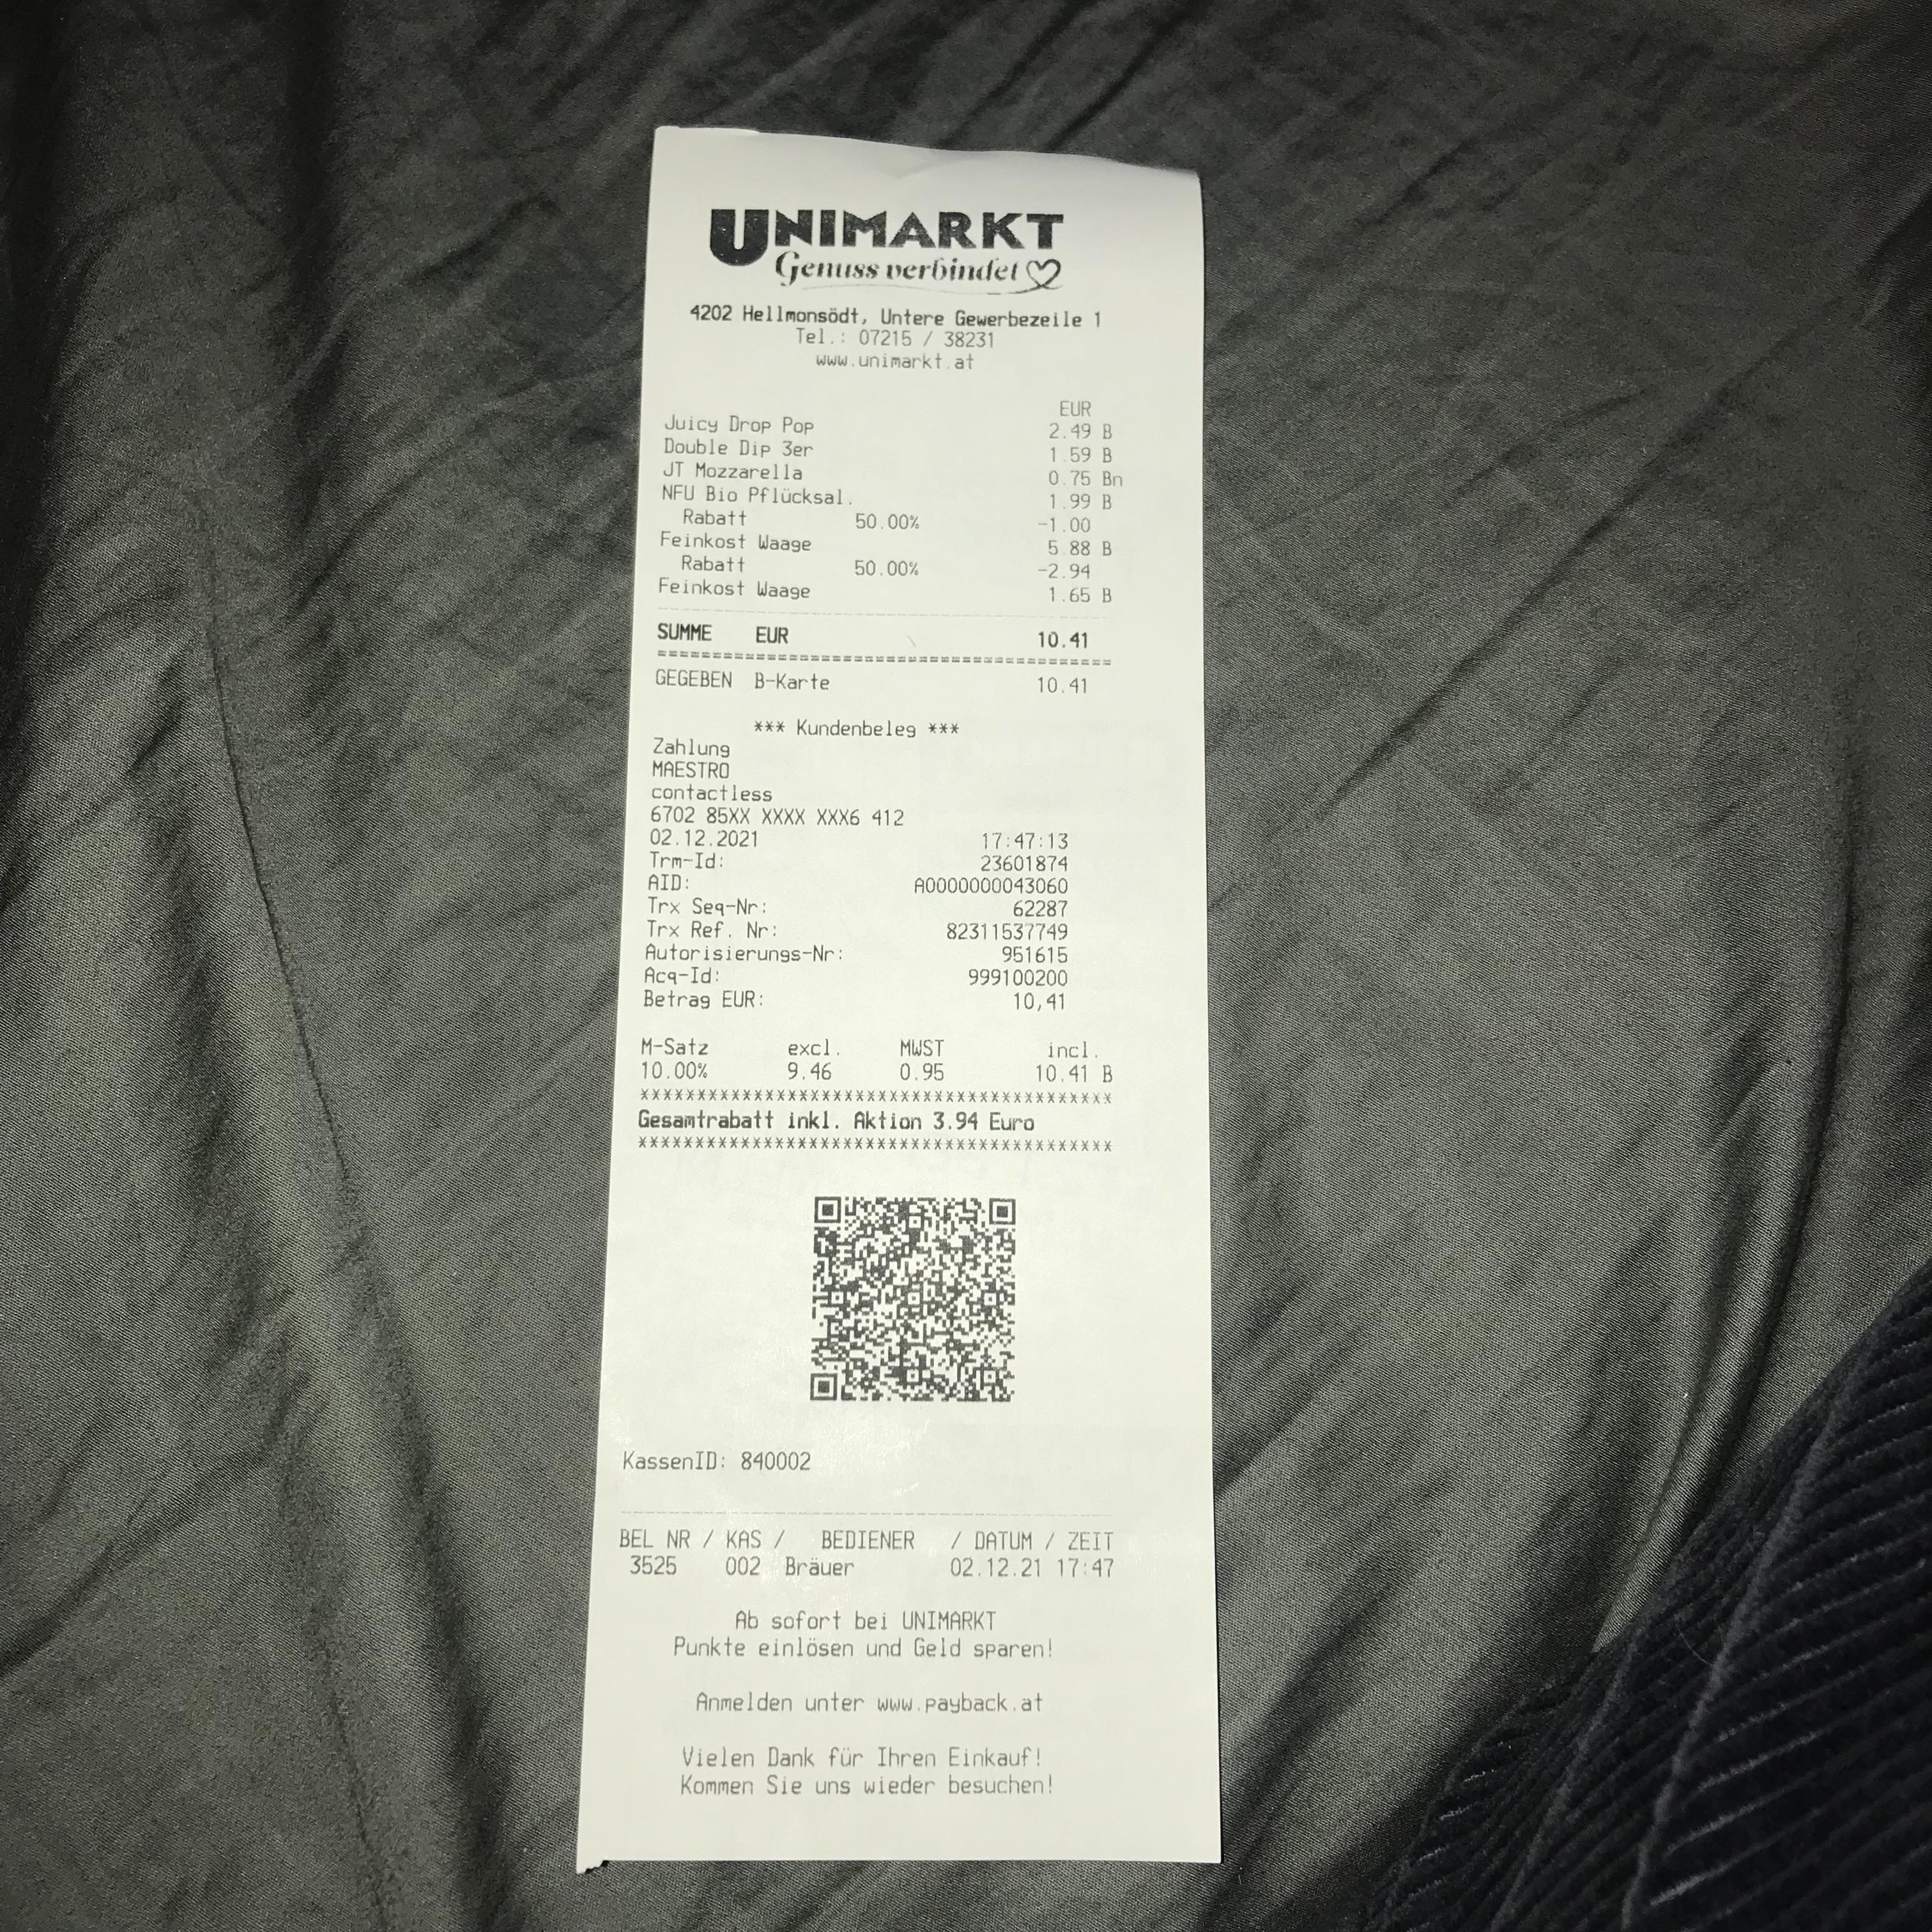 UNIMARKT
Genuss verbindet
4202 Hellmonsödt, Untere Gewerbezeile 1
Tel.: 07215 / 38231
www.unimarkt.at
EUR
Juicy Drop Pop 2.49 B
Double Dip 3er 1.59 B
JT Mozzarella 0.75 Bn
NFU Bio Pflücksal. 1.99 B
Rabatt 50.00% -1.00
Feinkost Waage 5.88 B
Rabatt 50.00% -2.94
Feinkost Waage 1.65 B
SUMME EUR 10.41
==========================================
GEGEBEN B-Karte 10.41
*** Kundenbeleg ***
Zahlung
MAESTRO
contactless
6702 85XX XXXX XXX6 412
02.12.2021 17:47:13
Trm-Id: 23601874
AID: A0000000043060
Trx Seq-Nr: 62287
Trx Ref. Nr: 82311537749
Autorisierungs-Nr: 951615
Acq-Id: 999100200
Betrag EUR: 10,41
M-Satz excl. MWST incl.
10.00% 9.46 0.95 10.41 B
******************************************
Gesamtrabatt inkl. Aktion 3.94 Euro
******************************************
KassenID: 840002
BEL NR / KAS / BEDIENER / DATUM / ZEIT
3525 002 Bräuer 02.12.21 17:47
Ab sofort bei UNIMARKT
Punkte einlösen und Geld sparen!
Anmelden unter www.payback.at
Vielen Dank für Ihren Einkauf!
Kommen Sie uns wieder besuchen!